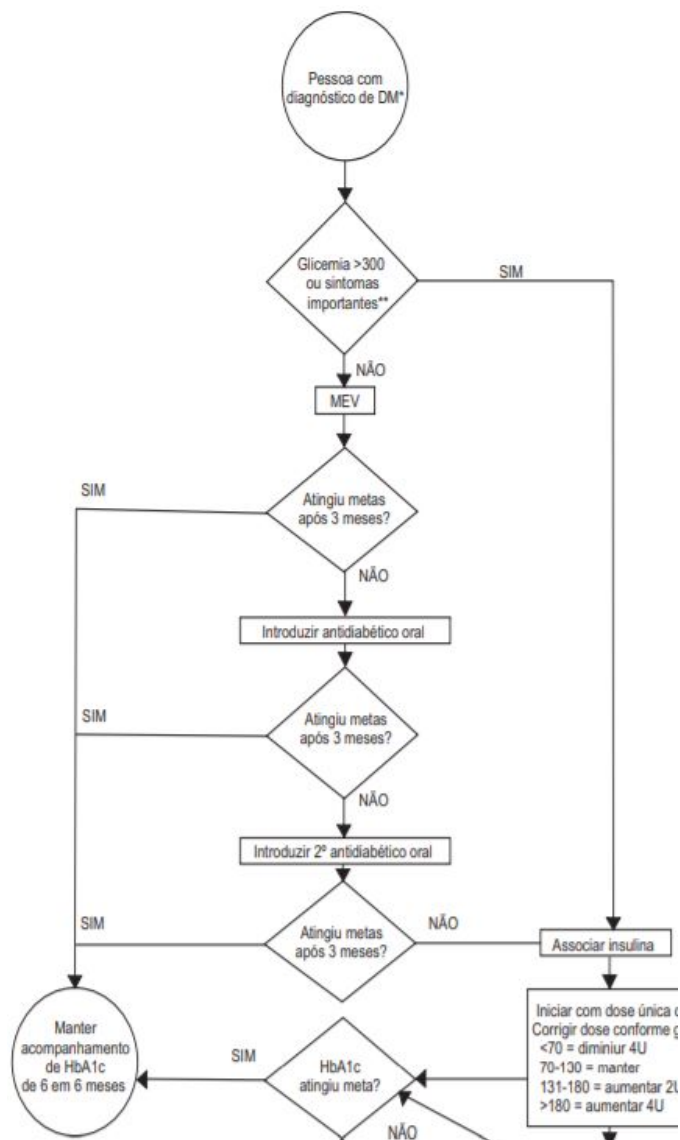 Pessoa com
diagnóstico de DM*
Glicemia >300
ou sintomas
importantes**
SIM
NÃO
MEV
SIM
Atingiu metas
após 3 meses?
NÃO
Introduzir antidiabético oral
SIM
Atingiu metas
após 3 meses?
NÃO
Introduzir 2º antidiabético oral
SIM
Atingiu metas
após 3 meses?
NÃO
Associar insulina
Manter
acompanhamento
de HbA1c
de 6 em 6 meses
SIM
HbA1c
atingiu meta?
NÃO
Iniciar com dose única
Corrigir dose conforme
<70 = diminiur 4U
70-130 = manter
131-180 = aumentar 2U
>180 = aumentar 4U